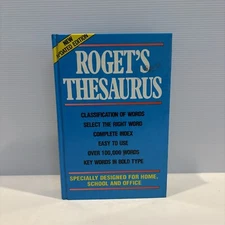 NEW
UPDATED EDITION
ROGET'S
THESAURUS
CLASSIFICATION OF WORDS
SELECT THE RIGHT WORD
COMPLETE INDEX
EASY TO USE
OVER 100,000 WORDS
KEY WORDS IN BOLD TYPE
SPECIALLY DESIGNED FOR HOME,
SCHOOL AND OFFICE